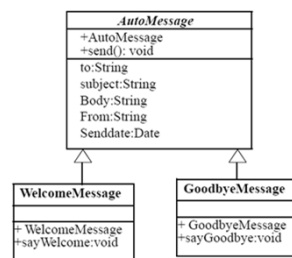 AutoMessage
+AutoMessage
+send(): void
to:String
subject:String
Body:String
From:String
Senddate:Date
WelcomeMessage
+ WelcomeMessage
+sayWelcome:void
GoodbyeMessage
+ GoodbyeMessage
+sayGoodbye:void